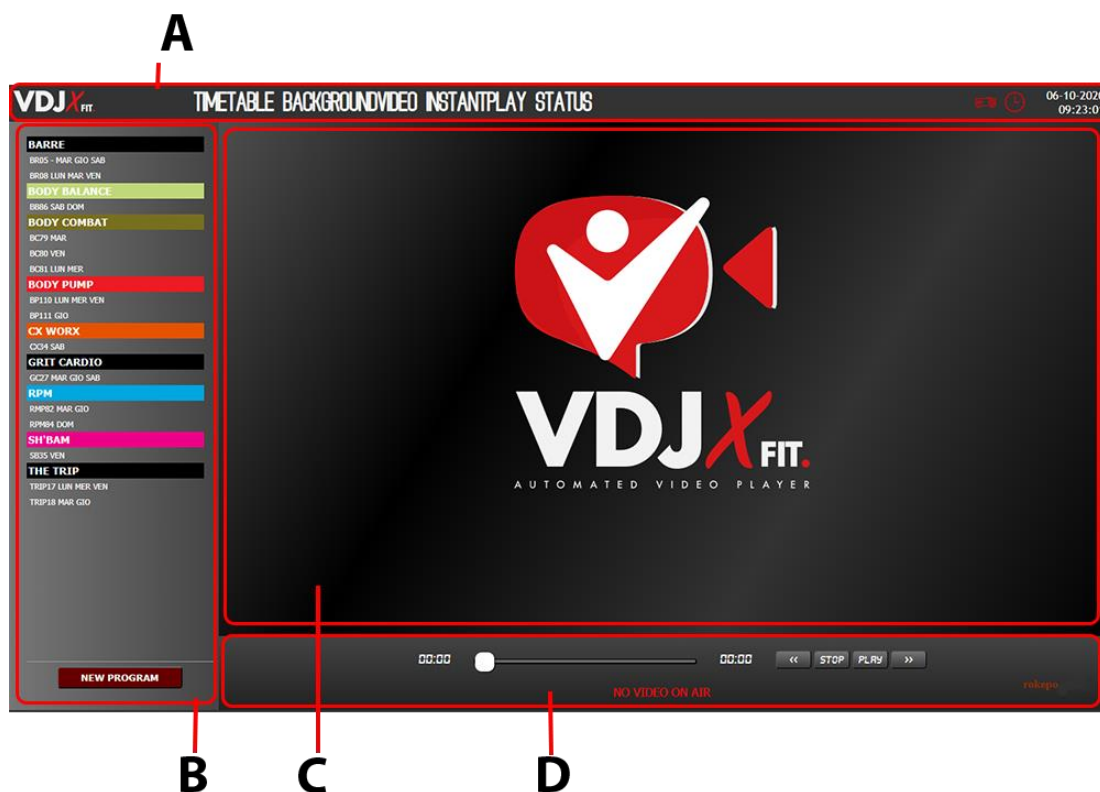 A
VDJX FIT.
TIMETABLE BACKGROUNDVIDEO INSTANTPLAY STATUS
06-10-2020
09:23:0
BARRE
BR05 - MAR GIO SAB
BR08 LUN MAR VEN
BODY BALANCE
BB86 SAB DOM
BODY COMBAT
BC79 MAR
BC80 VEN
BC81 LUN MER
BODY PUMP
BP110 LUN MER VEN
BP111 GIO
CX WORX
CX34 SAB
GRIT CARDIO
GC27 MAR GIO SAB
RPM
RMP82 MAR GIO
RPM84 DOM
SH'BAM
SB35 VEN
THE TRIP
TRIP17 LUN MER VEN
TRIP18 MAR GIO
NEW PROGRAM
VDJX FIT.
AUTOMATED VIDEO PLAYER
00:00
00:00
<< STOP PLAY >>
NO VIDEO ON AIR
rokepo
B
C
D